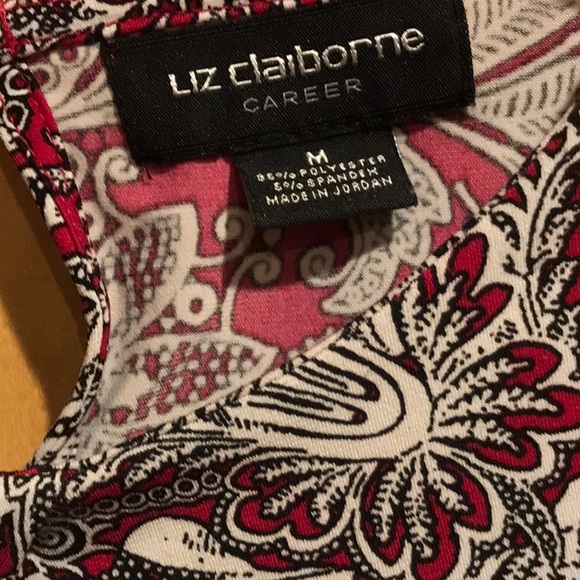 Liz claiborne
CAREER
M
95% POLYESTER
5% SPANDEX
MADE IN JORDAN